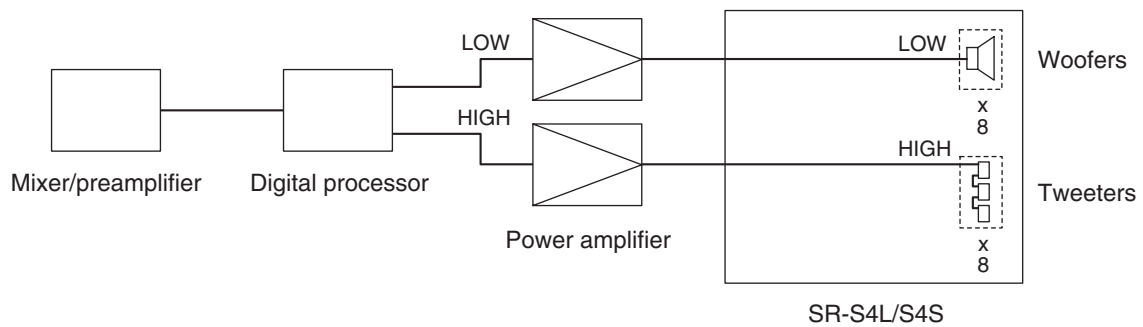 LOW
HIGH
Mixer/preamplifier
Digital processor
Power amplifier
LOW
x
8
Woofers
HIGH
x
8
Tweeters
SR-S4L/S4S